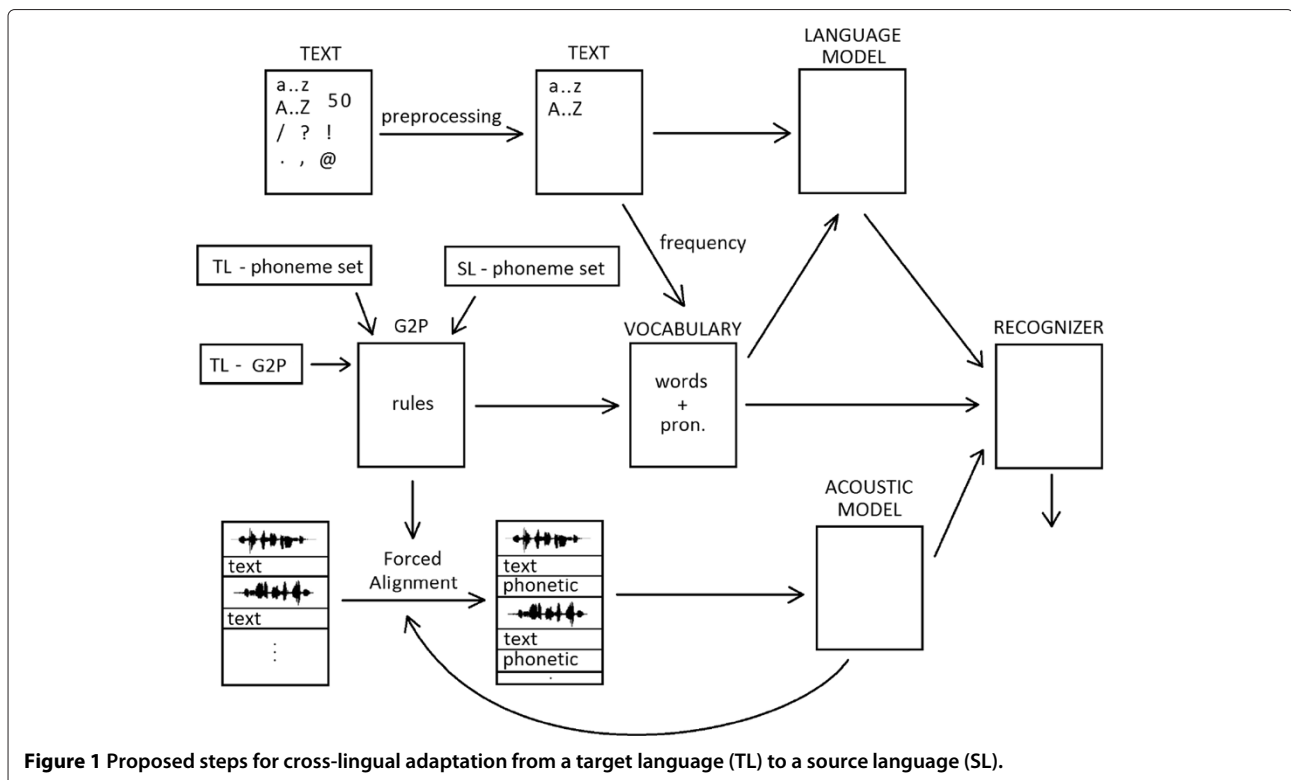 TEXT
a..z
A..Z 50
/ ? !
. , @
preprocessing
TEXT
a..z
A..Z
LANGUAGE
MODEL
frequency
TL - phoneme set
SL - phoneme set
G2P
TL - G2P
rules
VOCABULARY
words
+
pron.
RECOGNIZER
ACOUSTIC
MODEL
text
text
⋮
Forced
Alignment
text
phonetic
text
phonetic
.
Figure 1 Proposed steps for cross-lingual adaptation from a target language (TL) to a source language (SL).